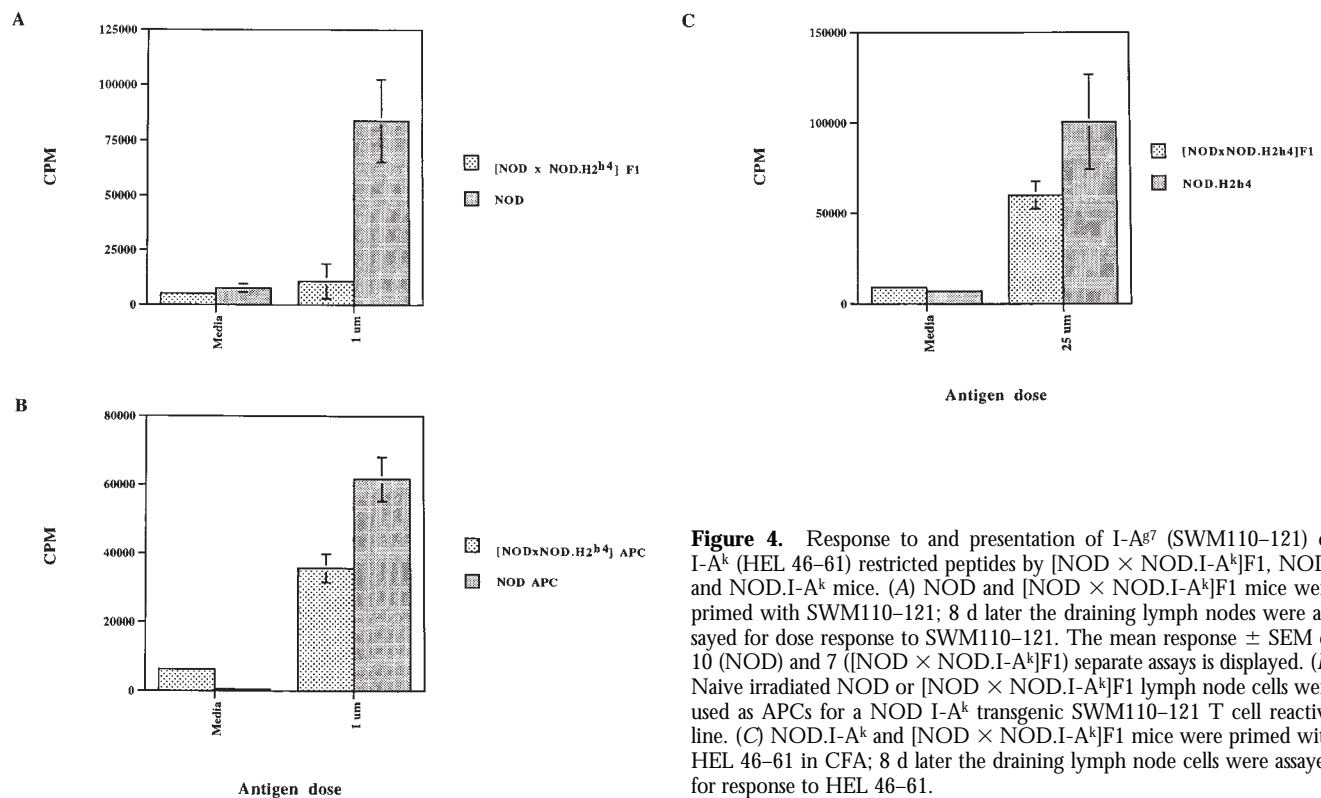 A
125000
100000
75000
50000
25000
0
CPM
Media
1 um
[NOD x NOD.H2h4] F1
NOD
B
80000
60000
40000
20000
0
CPM
Media
1 um
Antigen dose
[NODxNOD.H2h4] APC
NOD APC
C
150000
100000
50000
0
CPM
Media
25 um
Antigen dose
[NODxNOD.H2h4]F1
NOD.H2h4
Figure 4. Response to and presentation of I-Ag7 (SWM110–121)
I-Ak (HEL 46–61) restricted peptides by [NOD × NOD.I-Ak]F1, NOD
and NOD.I-Ak mice. (A) NOD and [NOD × NOD.I-Ak]F1 mice wer
primed with SWM110–121; 8 d later the draining lymph nodes were a
sayed for dose response to SWM110–121. The mean response ± SEM
10 (NOD) and 7 ([NOD × NOD.I-Ak]F1) separate assays is displayed. (
Naive irradiated NOD or [NOD × NOD.I-Ak]F1 lymph node cells wer
used as APCs for a NOD I-Ak transgenic SWM110–121 T cell reactiv
line. (C) NOD.I-Ak and [NOD × NOD.I-Ak]F1 mice were primed wit
HEL 46–61 in CFA; 8 d later the draining lymph node cells were assaye
for response to HEL 46–61.